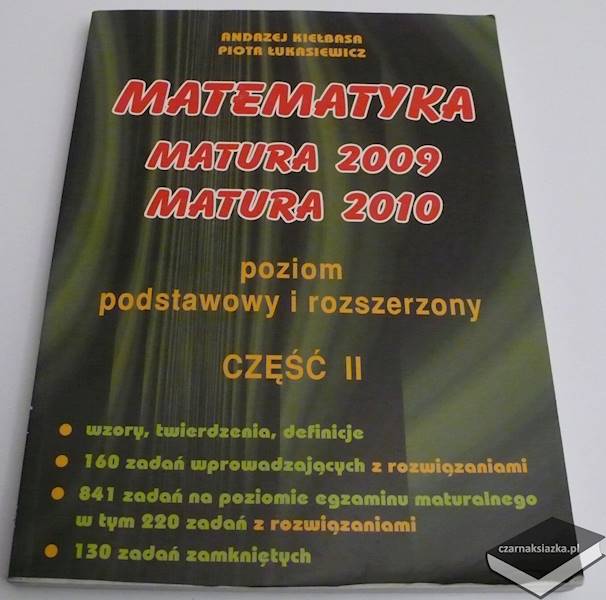 ANDRZEJ KIEŁBASA
PIOTR ŁUKASIEWICZ
MATEMATYKA
MATURA 2009
MATURA 2010
poziom
podstawowy i rozszerzony
CZĘŚĆ II
wzory, twierdzenia, definicje
160 zadań wprowadzających z rozwiązaniami
841 zadań na poziomie egzaminu maturalnego
w tym 220 zadań z rozwiązaniami
130 zadań zamkniętych
czarnaksiazka.pl